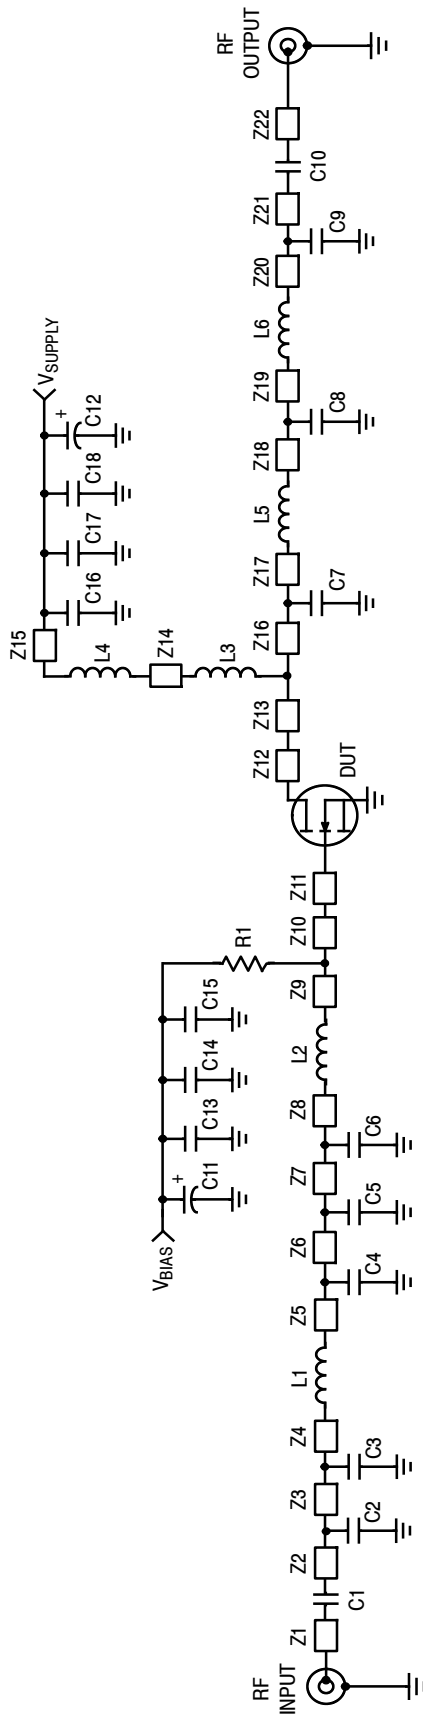 RF
INPUT
Z1
C1
Z2
C2
Z3
C3
Z4
L1
Z5
C4
Z6
C5
Z7
C6
Z8
L2
Z9
R1
VBIAS
C11
+
C13
C14
C15
Z10
Z11
DUT
Z12
Z13
L3
Z14
L4
Z15
C16
C17
C18
C12
+
VSUPPLY
Z16
C7
Z17
L5
Z18
C8
Z19
L6
Z20
C9
Z21
C10
Z22
RF
OUTPUT